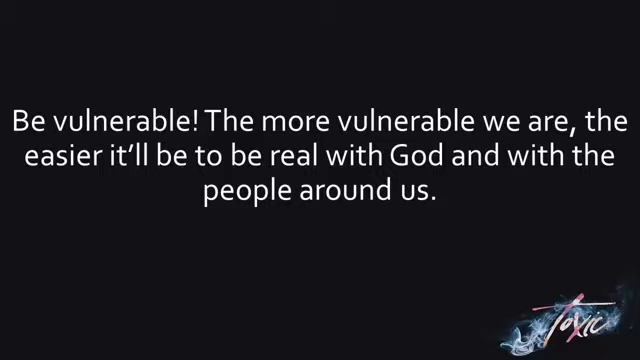 Be vulnerable! The more vulnerable we are, the
easier it’ll be to be real with God and with the
people around us.
Toxic